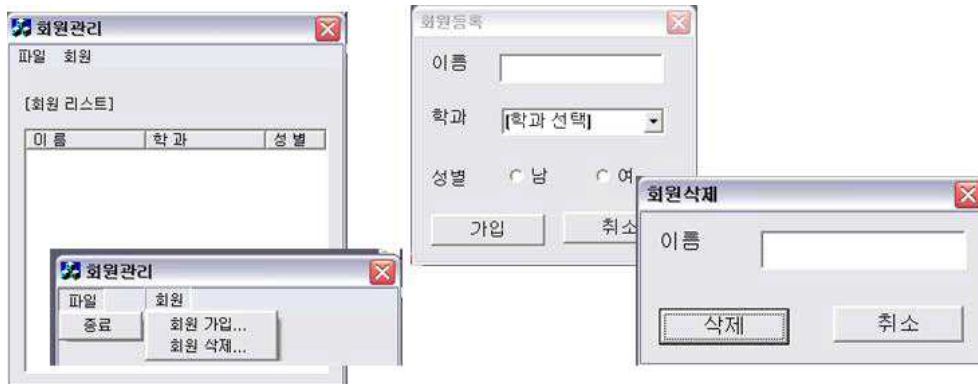 회원관리
파일 회원
[회원 리스트]
이 름 학 과 성 별
회원관리
파일 회원
종료 회원 가입...
회원 삭제...
회원등록
이름
학과 [학과 선택]
성별 남 여
가입 취소
회원삭제
이름
삭제 취소